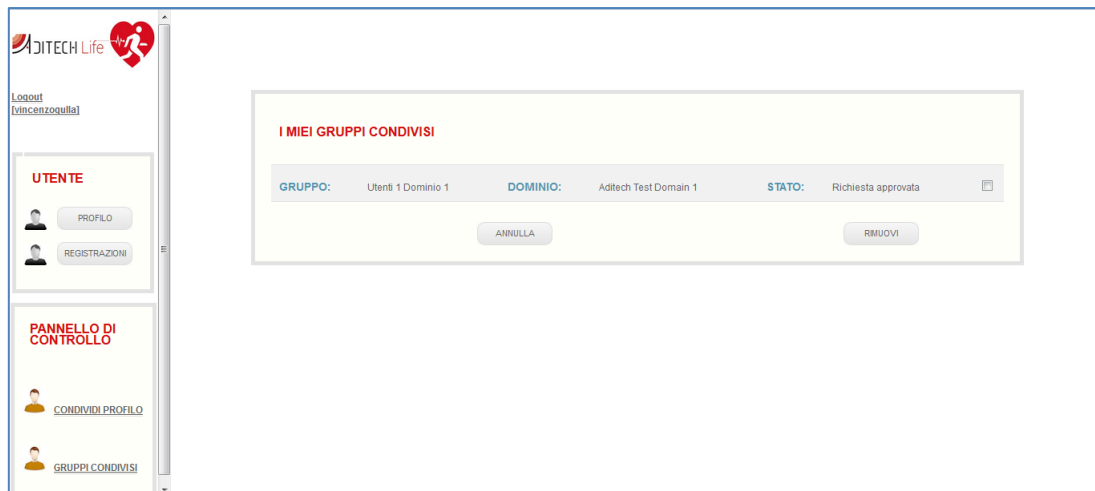 ADITECH Life
Logout
[vincenzogulla]
UTENTE
PROFILO
REGISTRAZIONI
PANNELLO DI
CONTROLLO
CONDIVIDI PROFILO
GRUPPI CONDIVISI
I MIEI GRUPPI CONDIVISI
GRUPPO: Utenti 1 Dominio 1 DOMINIO: Aditech Test Domain 1 STATO: Richiesta approvata
ANNULLA RIMUOVI